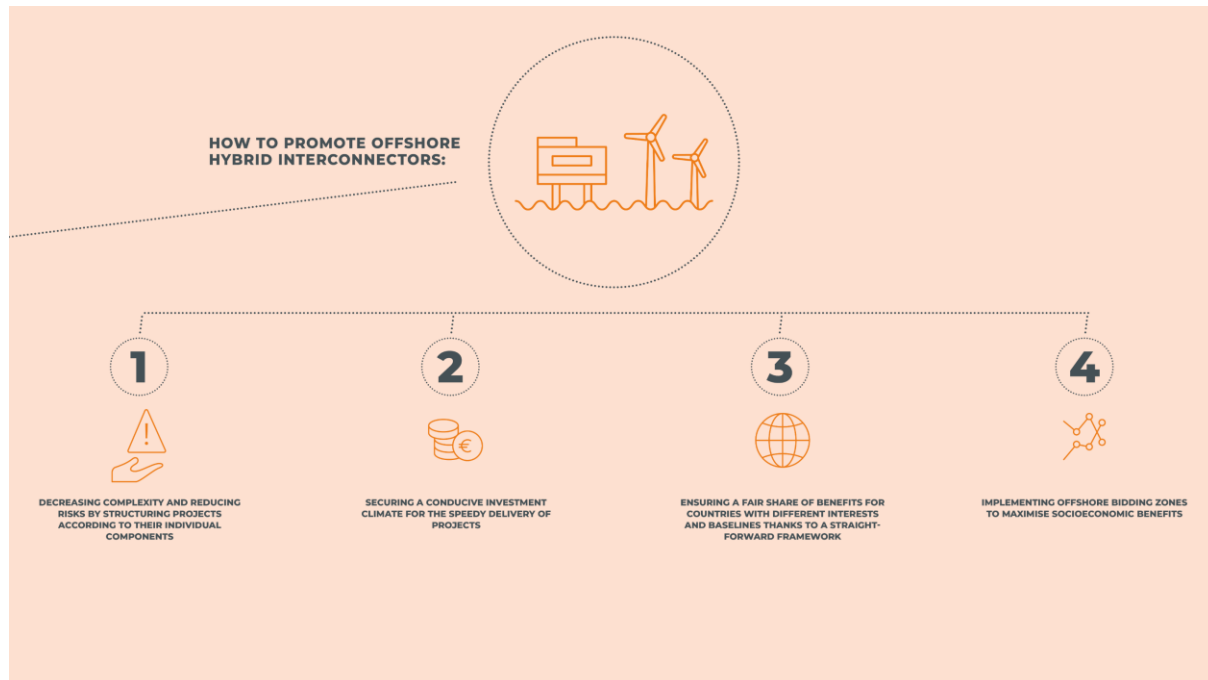 HOW TO PROMOTE OFFSHORE
HYBRID INTERCONNECTORS:
1
DECREASING COMPLEXITY AND REDUCING
RISKS BY STRUCTURING PROJECTS
ACCORDING TO THEIR INDIVIDUAL
COMPONENTS
2
€
SECURING A CONDUCIVE INVESTMENT
CLIMATE FOR THE SPEEDY DELIVERY OF
PROJECTS
3
ENSURING A FAIR SHARE OF BENEFITS FOR
COUNTRIES WITH DIFFERENT INTERESTS
AND BASELINES THANKS TO A STRAIGHT-
FORWARD FRAMEWORK
4
IMPLEMENTING OFFSHORE BIDDING ZONES
TO MAXIMISE SOCIOECONOMIC BENEFITS